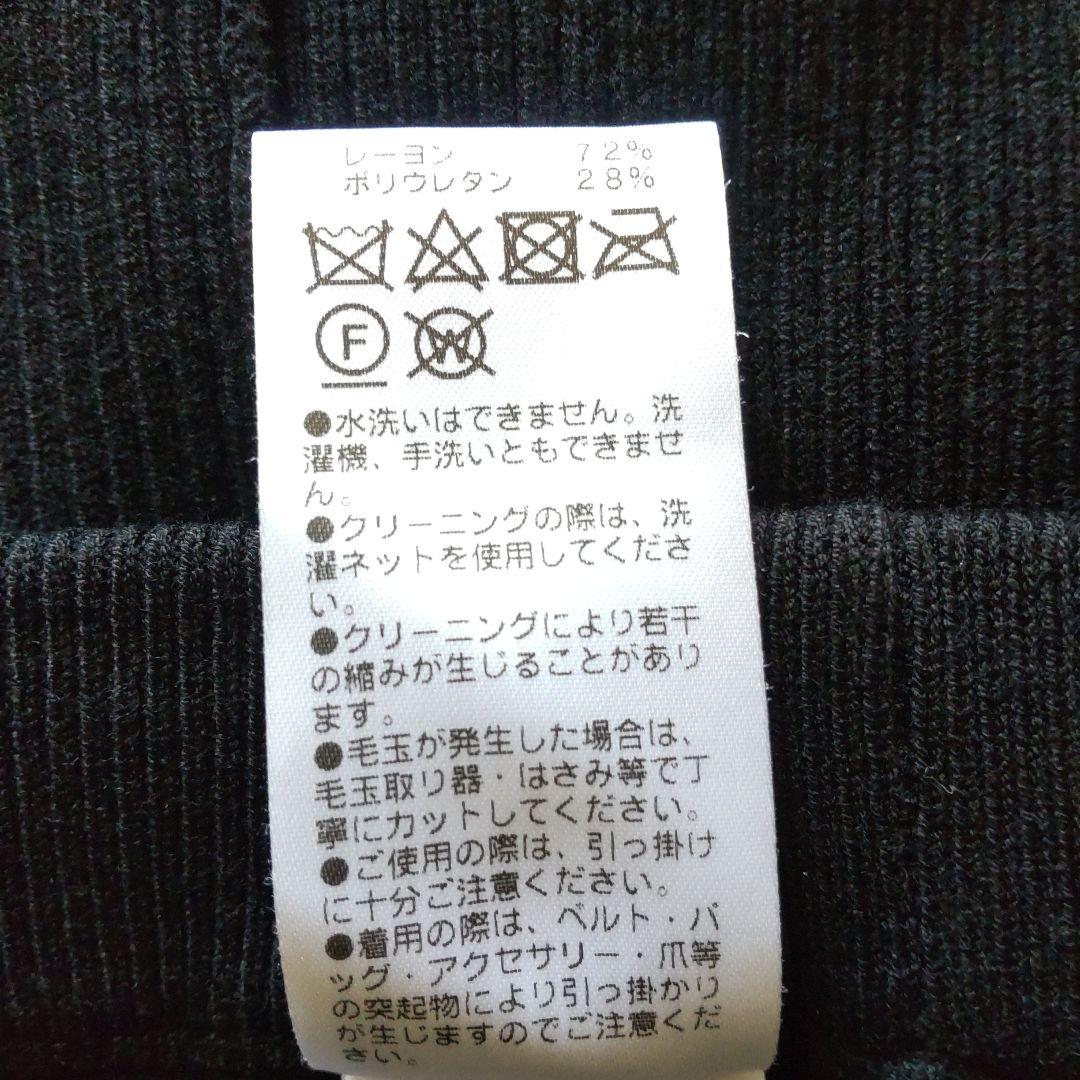 レーヨン 72%
ポリウレタン 28%
F W
●水洗いはできません。洗
濯機、手洗いともできませ
ん。
●クリーニングの際は、洗
濯ネットを使用してくださ
い。
●クリーニングにより若干
の縮みが生じることがあり
ます。
●毛玉が発生した場合は、
毛玉取り器・はさみ等で丁
寧にカットしてください。
●ご使用の際は、引っ掛け
に十分ご注意ください。
●着用の際は、ベルト・バ
ッグ・アクセサリー・爪等
の突起物により引っ掛かり
が生じますのでご注意くだ
さい。